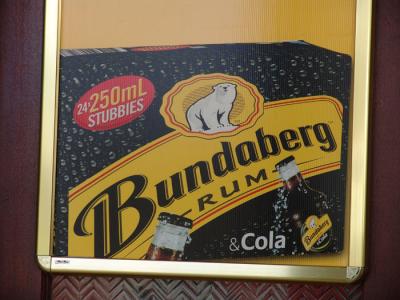 24x250mL
STUBBIES
Bundaberg
RUM
&Cola